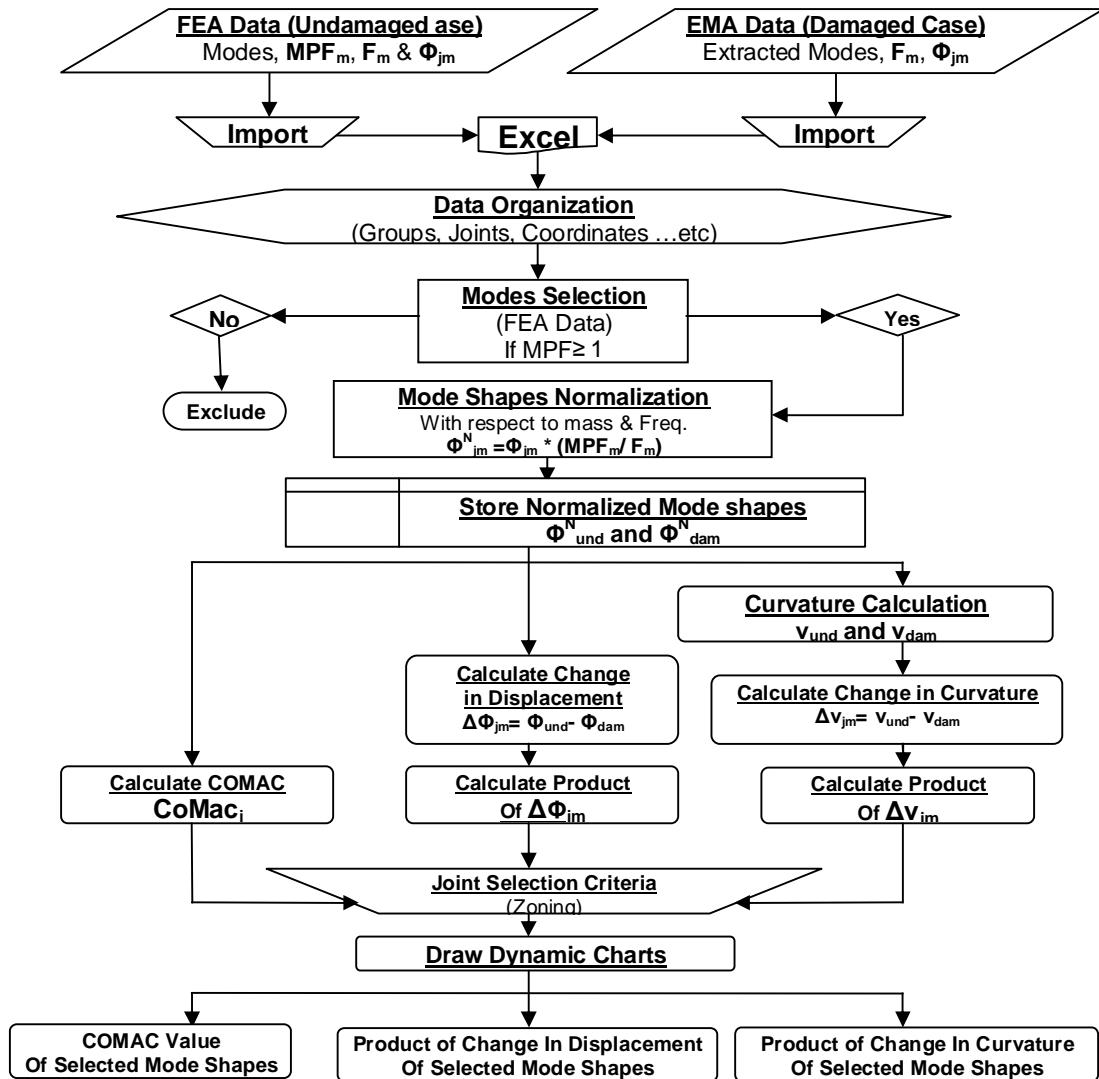 FEA Data (Undamaged ase)
Modes, MPFm, Fm & Φjm
EMA Data (Damaged Case)
Extracted Modes, Fm, Φjm
Import
Excel
Import
Data Organization
(Groups, Joints, Coordinates …etc)
Modes Selection
(FEA Data)
If MPF≥ 1
No
Yes
Exclude
Mode Shapes Normalization
With respect to mass & Freq.
Φ^N_jm =Φjm * (MPFm/ Fm)
Store Normalized Mode shapes
Φ^N_und and Φ^N_dam
Curvature Calculation
vund and vdam
Calculate Change
in Displacement
ΔΦjm= Φund- Φdam
Calculate Change in Curvature
Δvjm= vund- vdam
Calculate COMAC
CoMacj
Calculate Product
Of ΔΦjm
Calculate Product
Of Δvjm
Joint Selection Criteria
(Zoning)
Draw Dynamic Charts
COMAC Value
Of Selected Mode Shapes
Product of Change In Displacement
Of Selected Mode Shapes
Product of Change In Curvature
Of Selected Mode Shapes